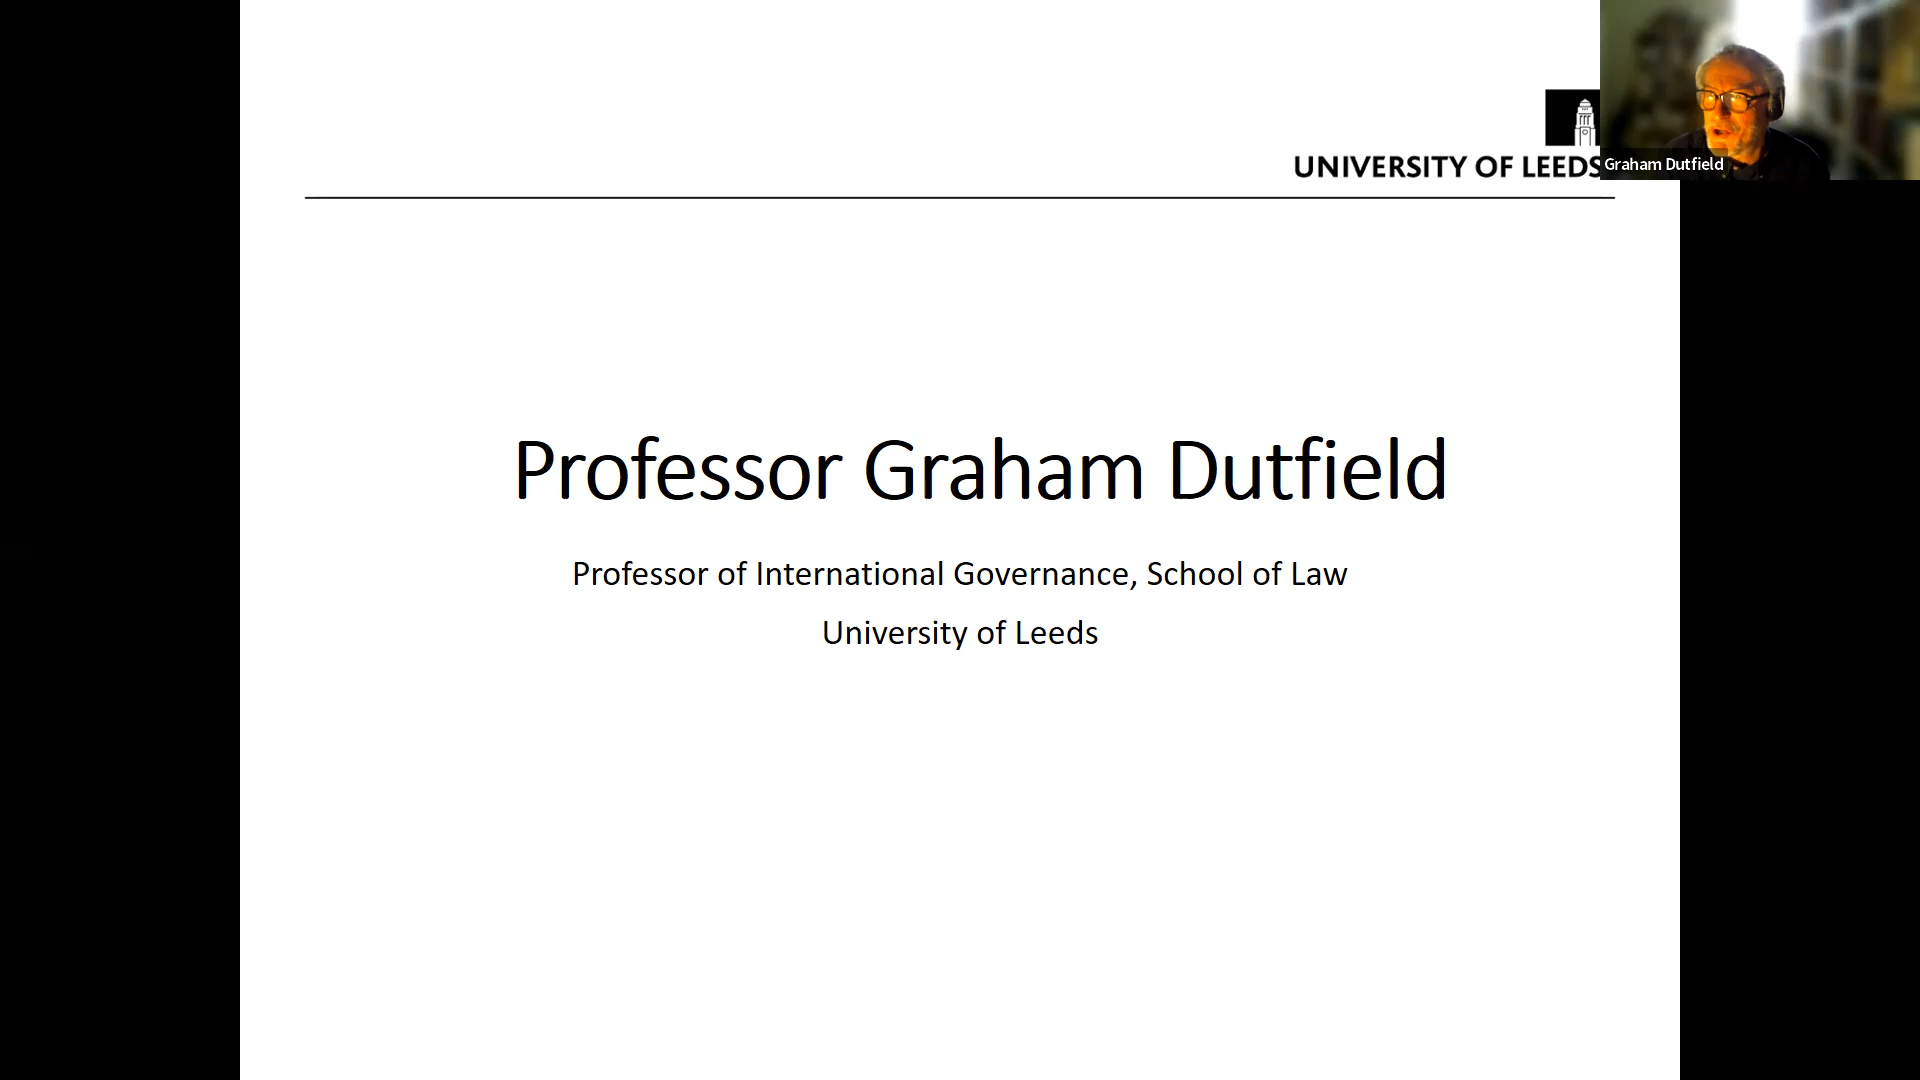 UNIVERSITY OF LEEDS
Graham Dutfield
Professor Graham Dutfield
Professor of International Governance, School of Law
University of Leeds